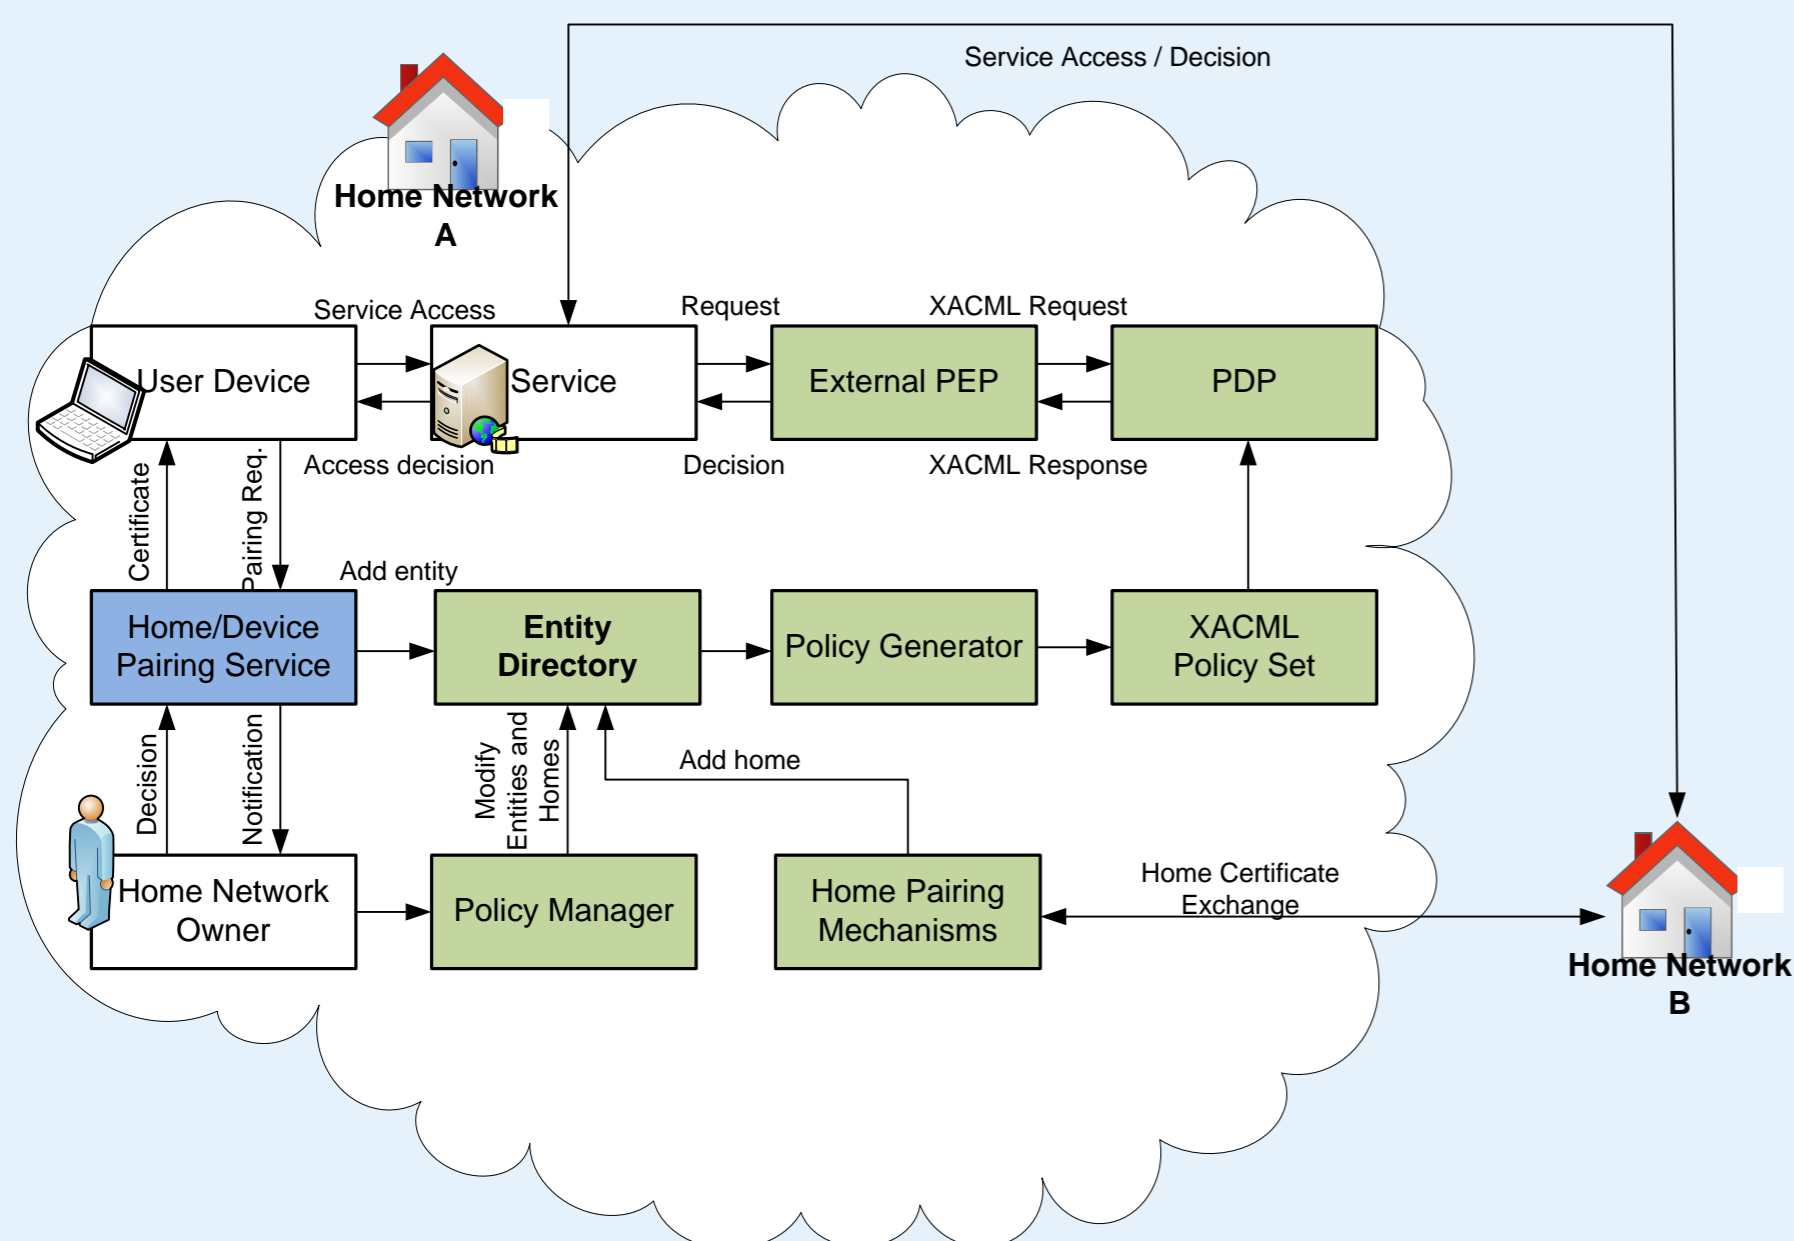 Service Access / Decision
Home Network
A
Service Access
Request
XACML Request
User Device
Service
External PEP
PDP
Access decision
Decision
XACML Response
Certificate
Pairing Req.
Add entity
Home/Device
Pairing Service
Entity
Directory
Policy Generator
XACML
Policy Set
Decision
Notification
Modify
Entities and
Homes
Add home
Home Network
Owner
Policy Manager
Home Pairing
Mechanisms
Home Certificate
Exchange
Home Network
B